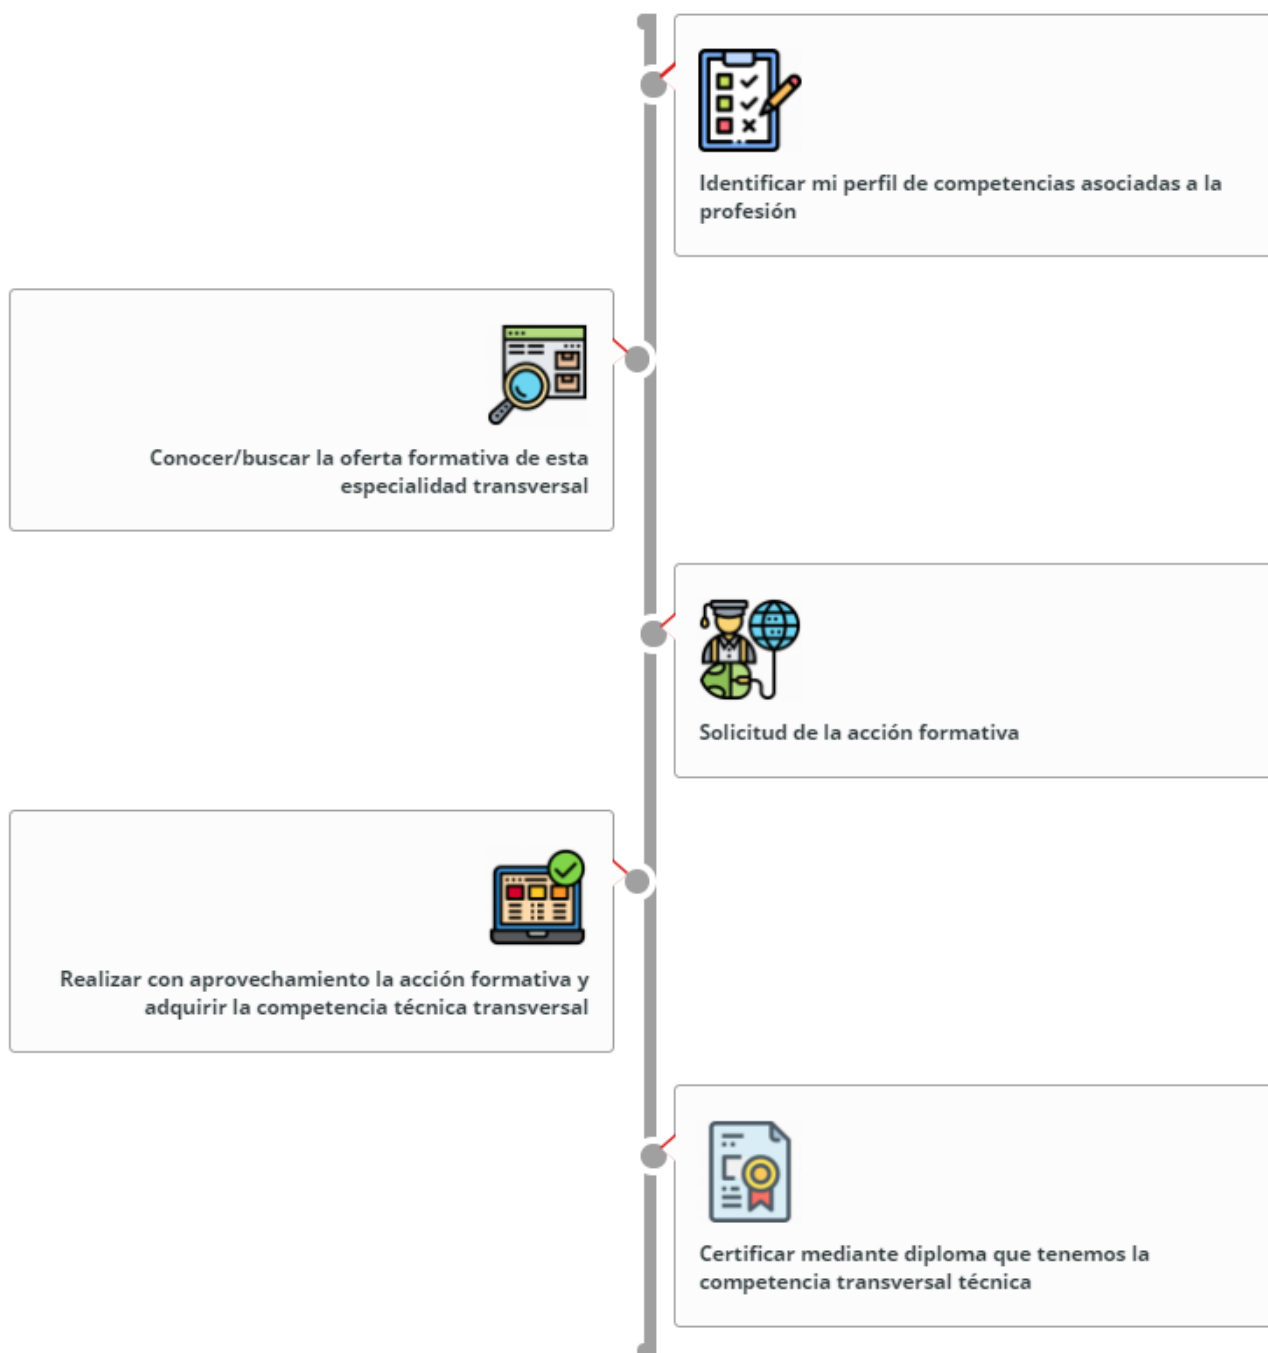 Identificar mi perfil de competencias asociadas a la
profesión
Conocer/buscar la oferta formativa de esta
especialidad transversal
Solicitud de la acción formativa
Realizar con aprovechamiento la acción formativa y
adquirir la competencia técnica transversal
Certificar mediante diploma que tenemos la
competencia transversal técnica